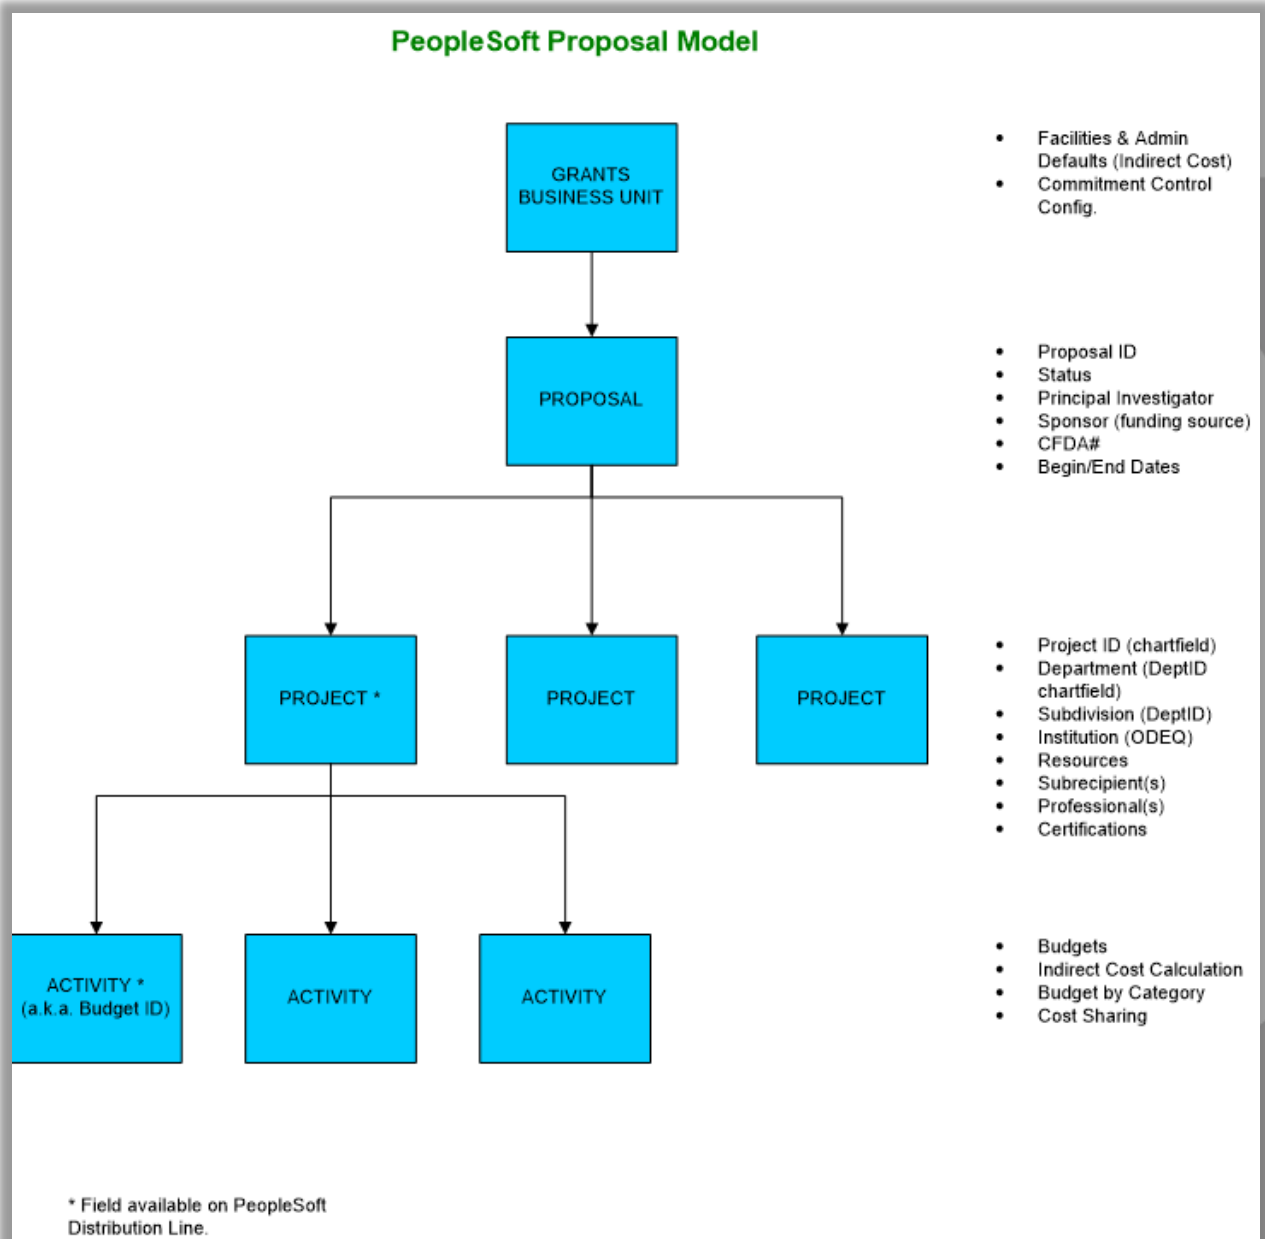 PeopleSoft Proposal Model
GRANTS
BUSINESS UNIT
• Facilities & Admin
Defaults (Indirect Cost)
• Commitment Control
Config.
PROPOSAL
• Proposal ID
• Status
• Principal Investigator
• Sponsor (funding source)
• CFDA#
• Begin/End Dates
PROJECT *
PROJECT
PROJECT
• Project ID (chartfield)
• Department (DeptID
chartfield)
• Subdivision (DeptID)
• Institution (ODEQ)
• Resources
• Subrecipient(s)
• Professional(s)
• Certifications
ACTIVITY *
(a.k.a. Budget ID)
ACTIVITY
ACTIVITY
• Budgets
• Indirect Cost Calculation
• Budget by Category
• Cost Sharing
* Field available on PeopleSoft
Distribution Line.